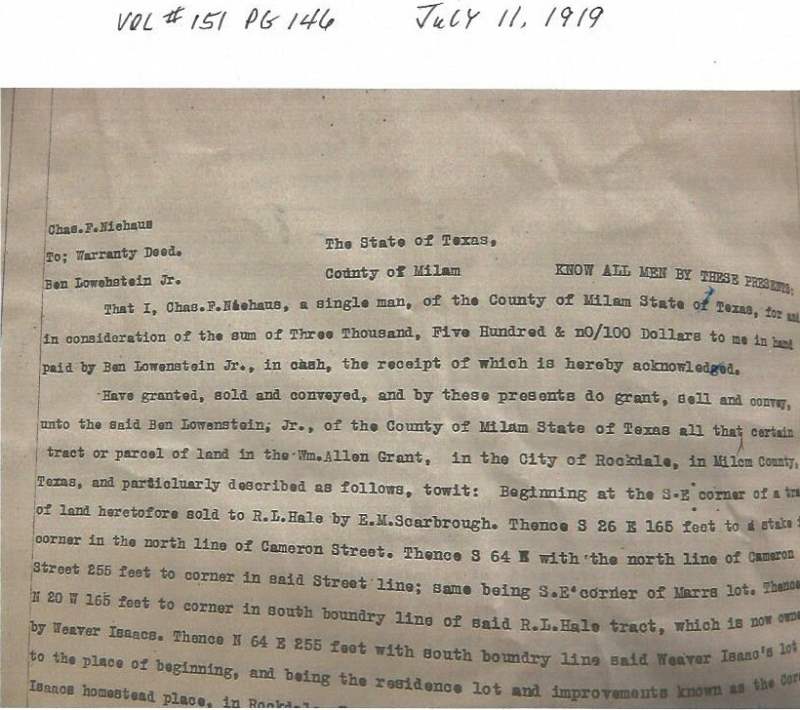 VOL # 151 PG 146 JULY 11, 1919
Chas.F.Niehaus
To; Warranty Deed.
Ben Lowehstein Jr.
The State of Texas,
County of Milam
KNOW ALL MEN BY THESE PRESENTS:
That I, Chas.F.Niehaus, a single man, of the County of Milam State of Texas, for and
in consideration of the sum of Three Thousand, Five Hundred & nO/100 Dollars to me in hand
paid by Ben Lowenstein Jr., in cash, the receipt of which is hereby acknowledged.
Have granted, sold and conveyed, and by these presents do grant, sell and convey,
unto the said Ben Lowenstein, Jr., of the County of Milam State of Texas all that certain
tract or parcel of land in the Wm.Allen Grant, in the City of Rockdale, in Milam County,
Texas, and particluarly described as follows, towit: Beginning at the S-E corner of a
of land heretofore sold to R.L.Hale by E.M.Scarbrough. Thence S 26 E 165 feet to a stake
corner in the north line of Cameron Street. Thence S 64 with the north line of Cameron
Street 255 feet to corner in said Street line; same being S.E corner of Marrs lot. Thence
N 20 W 165 feet to corner in south boundry line of said R.L.Hale tract, which is now
by Weaver Isaacs. Thence N 64 E 255 feet with south boundry line said Weaver Isaac's lot
to the place of beginning, and being the residence lot and improvements known as the
Isaacs homestead place, in